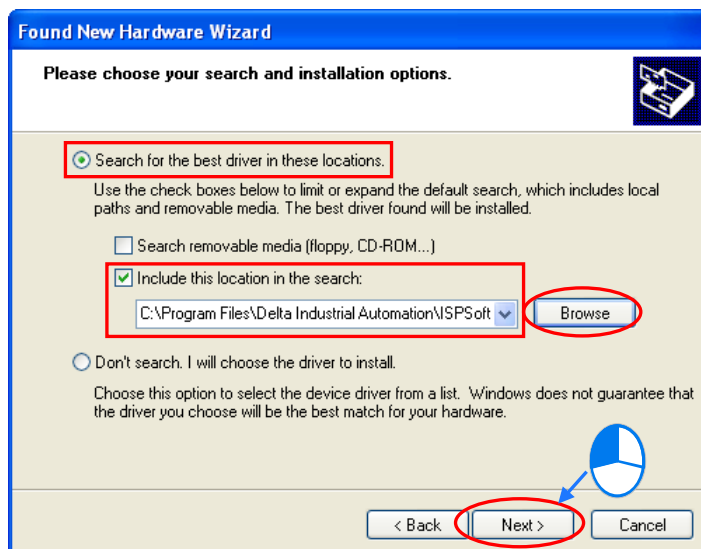 Found New Hardware Wizard
Please choose your search and installation options.
Search for the best driver in these locations.
Use the check boxes below to limit or expand the default search, which includes local
paths and removable media. The best driver found will be installed.
Search removable media (floppy, CD-ROM...)
Include this location in the search:
C:\Program Files\Delta Industrial Automation\ISPSoft
Browse
Don't search. I will choose the driver to install.
Choose this option to select the device driver from a list. Windows does not guarantee that
the driver you choose will be the best match for your hardware.
< Back Next > Cancel